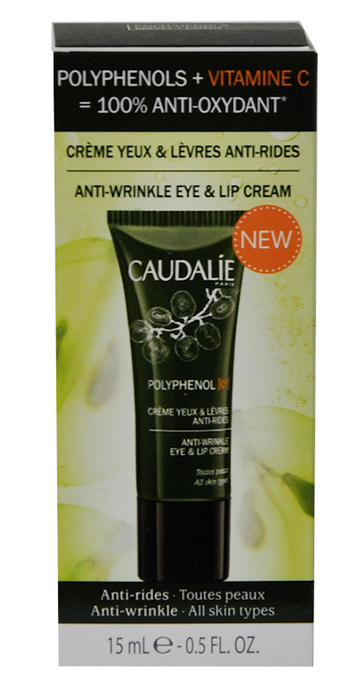 POLYPHENOLS + VITAMINE C
= 100% ANTI-OXYDANT*
CRÈME YEUX & LÈVRES ANTI-RIDES
ANTI-WRINKLE EYE & LIP CREAM
NEW
CAUDALÍE
PARIS
POLYPHENOL
CRÈME YEUX & LÈVRES
ANTI-RIDES
ANTI-WRINKLE
EYE & LIP CREAM
Toutes peaux
All skin types
Anti-rides · Toutes peaux
Anti-wrinkle · All skin types
15 mL ℮ - 0.5 FL. OZ.